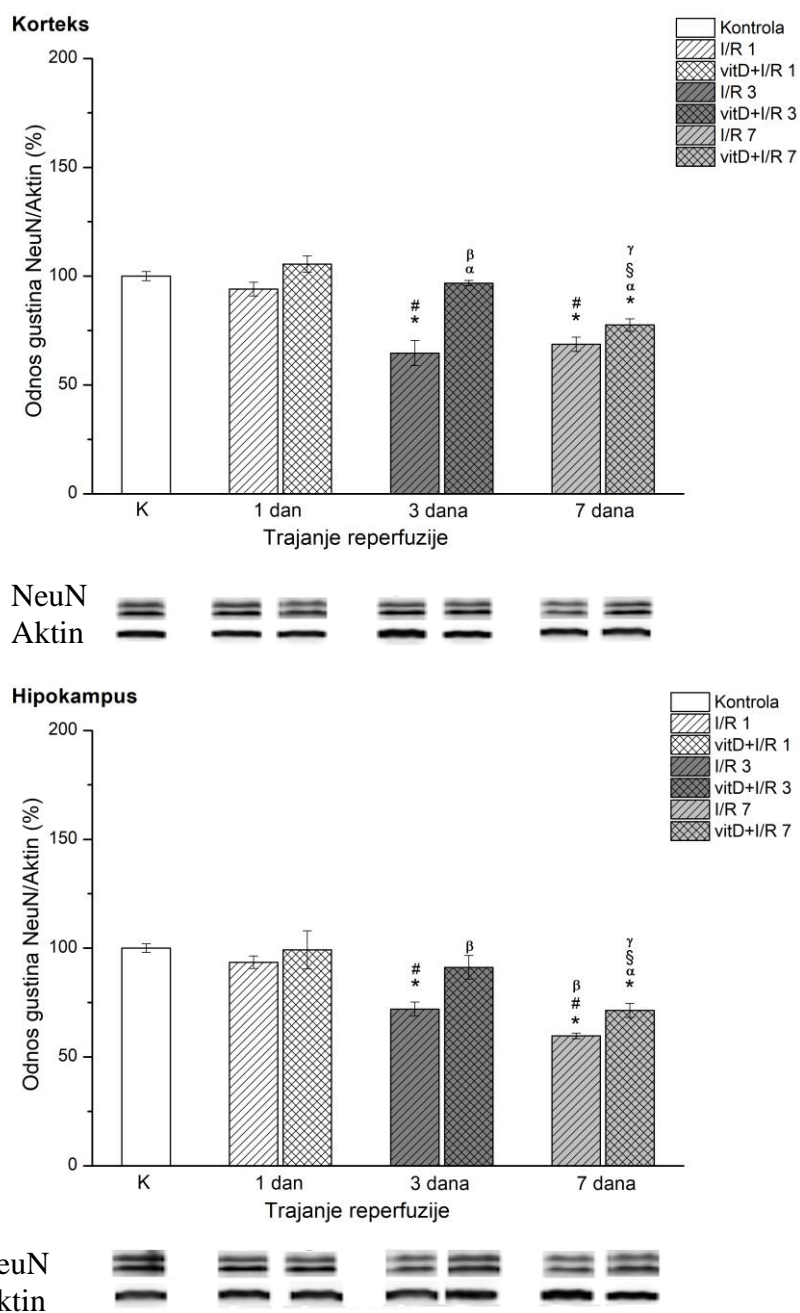 Korteks
Kontrola
I/R 1
vitD+I/R 1
I/R 3
vitD+I/R 3
I/R 7
vitD+I/R 7
Odnos gustina NeuN/Aktin (%)
200
150
100
50
0
#
*
β
α
#
*
γ
§
α
*
K
1 dan
3 dana
7 dana
Trajanje reperfuzije
NeuN
Aktin
Hipokampus
Kontrola
I/R 1
vitD+I/R 1
I/R 3
vitD+I/R 3
I/R 7
vitD+I/R 7
Odnos gustina NeuN/Aktin (%)
200
150
100
50
0
#
*
β
β
#
*
γ
§
α
*
K
1 dan
3 dana
7 dana
Trajanje reperfuzije
euN
ktin